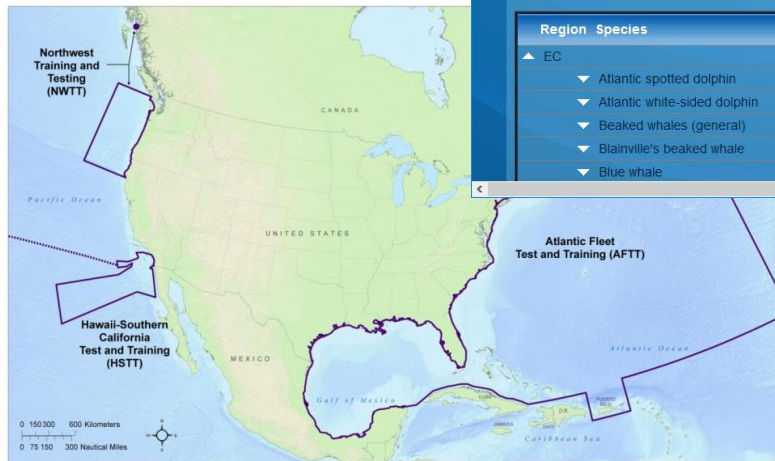 Region Species
EC
Atlantic spotted dolphin
Atlantic white-sided dolphin
Beaked whales (general)
Blainville's beaked whale
Blue whale
Northwest
Training and
Testing
(NWTT)
CANADA
Pacific Ocean
UNITED STATES
Atlantic Fleet
Test and Training (AFTT)
Hawaii-Southern
California
Test and Training
(HSTT)
MEXICO
Atlantic Ocean
Gulf of Mexico
CUBA
PUERTO
RICO
D.R.
HAITI
JAMAICA
Caribbean Sea
0 150300 600 Kilometers
0 75 150 300 Nautical Miles
N
W
E
S